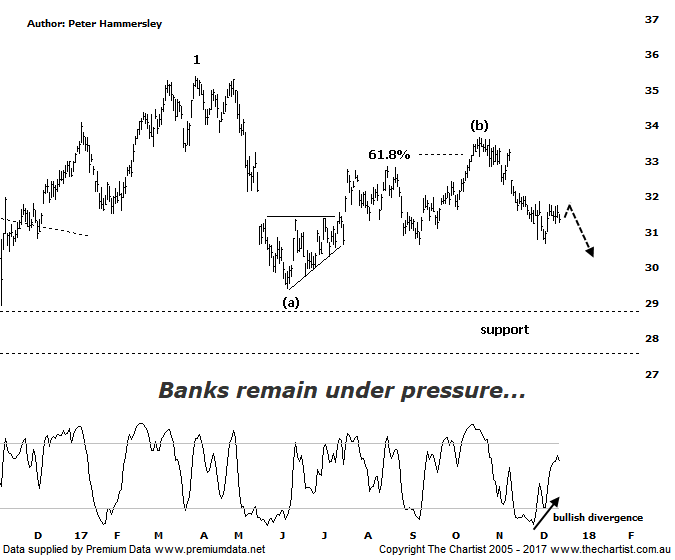 Author: Peter Hammersley
37
36
1
35
34
(b)
61.8%
33
32
31
30
(a)
29
support
28
27
Banks remain under pressure...
bullish divergence
D 17 F M A M J J A S O N D 18 F
Data supplied by Premium Data www.premiumdata.net
Copyright The Chartist 2005 - 2017 www.thechartist.com.au